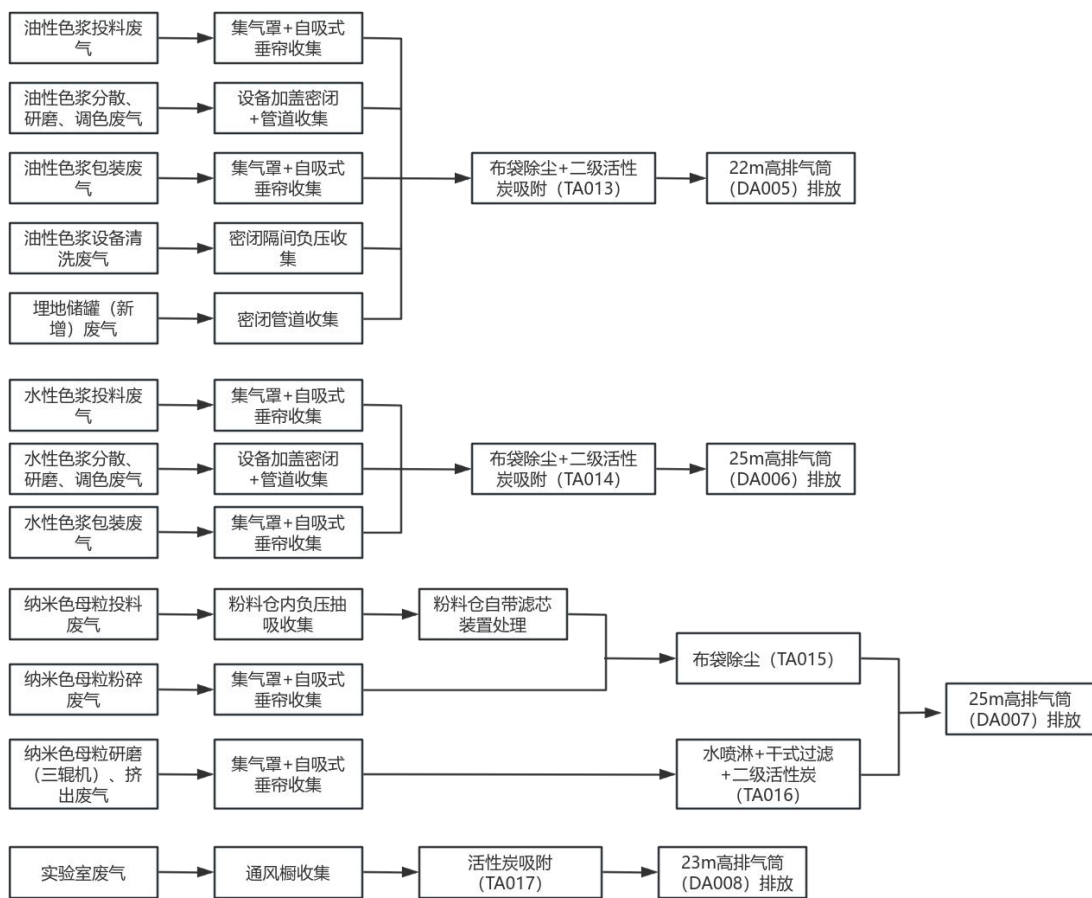 油性色浆投料废
气
集气罩+自吸式
垂帘收集
油性色浆分散、
研磨、调色废气
设备加盖密闭
+管道收集
油性色浆包装废
气
集气罩+自吸式
垂帘收集
布袋除尘+二级活性
炭吸附（TA013）
22m高排气筒
（DA005）排放
油性色浆设备清
洗废气
密闭隔间负压收
集
埋地储罐（新
增）废气
密闭管道收集
水性色浆投料废
气
集气罩+自吸式
垂帘收集
水性色浆分散、
研磨、调色废气
设备加盖密闭
+管道收集
布袋除尘+二级活性
炭吸附（TA014）
25m高排气筒
（DA006）排放
水性色浆包装废
气
集气罩+自吸式
垂帘收集
纳米色母粒投料
废气
粉料仓内负压抽
吸收集
粉料仓自带滤芯
装置处理
布袋除尘（TA015）
纳米色母粒粉碎
废气
集气罩+自吸式
垂帘收集
25m高排气筒
（DA007）排放
纳米色母粒研磨
（三辊机）、挤
出废气
集气罩+自吸式
垂帘收集
水喷淋+干式过滤
+二级活性炭
（TA016）
实验室废气
通风橱收集
活性炭吸附
（TA017）
23m高排气筒
（DA008）排放